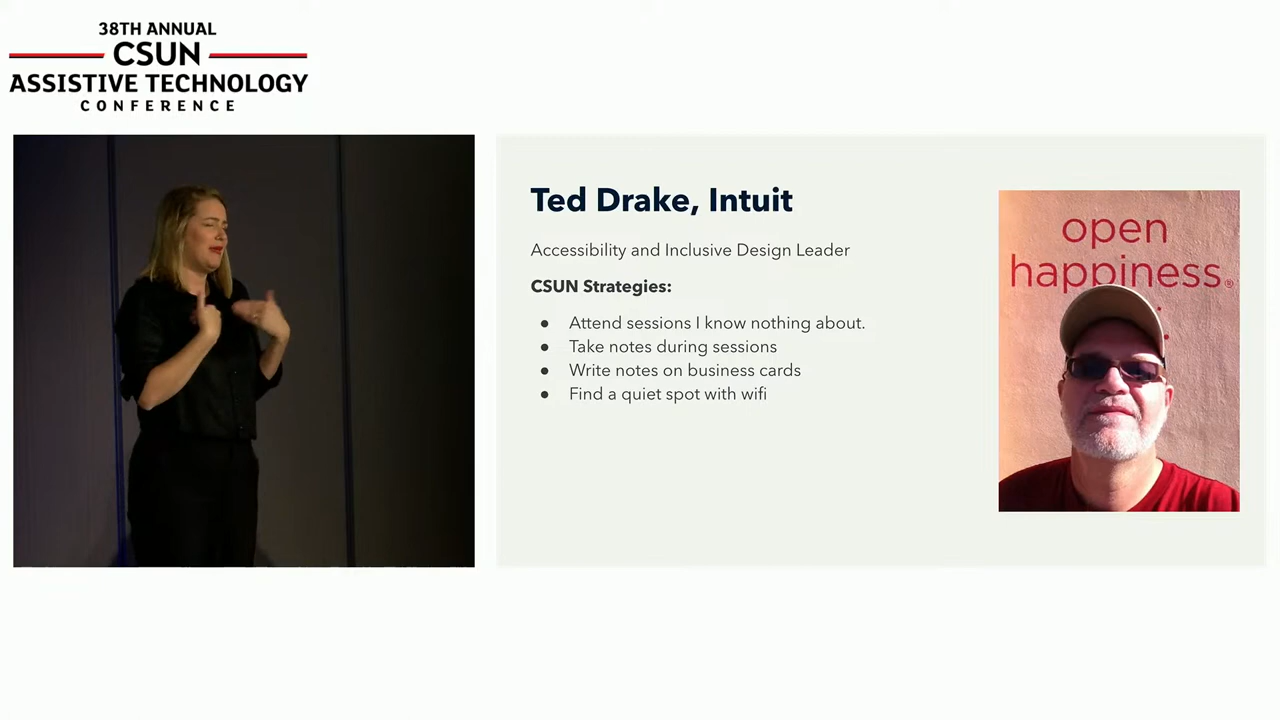 38TH ANNUAL
CSUN
ASSISTIVE TECHNOLOGY
CONFERENCE
Ted Drake, Intuit
Accessibility and Inclusive Design Leader
CSUN Strategies:
● Attend sessions I know nothing about.
● Take notes during sessions
● Write notes on business cards
● Find a quiet spot with wifi
open
happiness.®